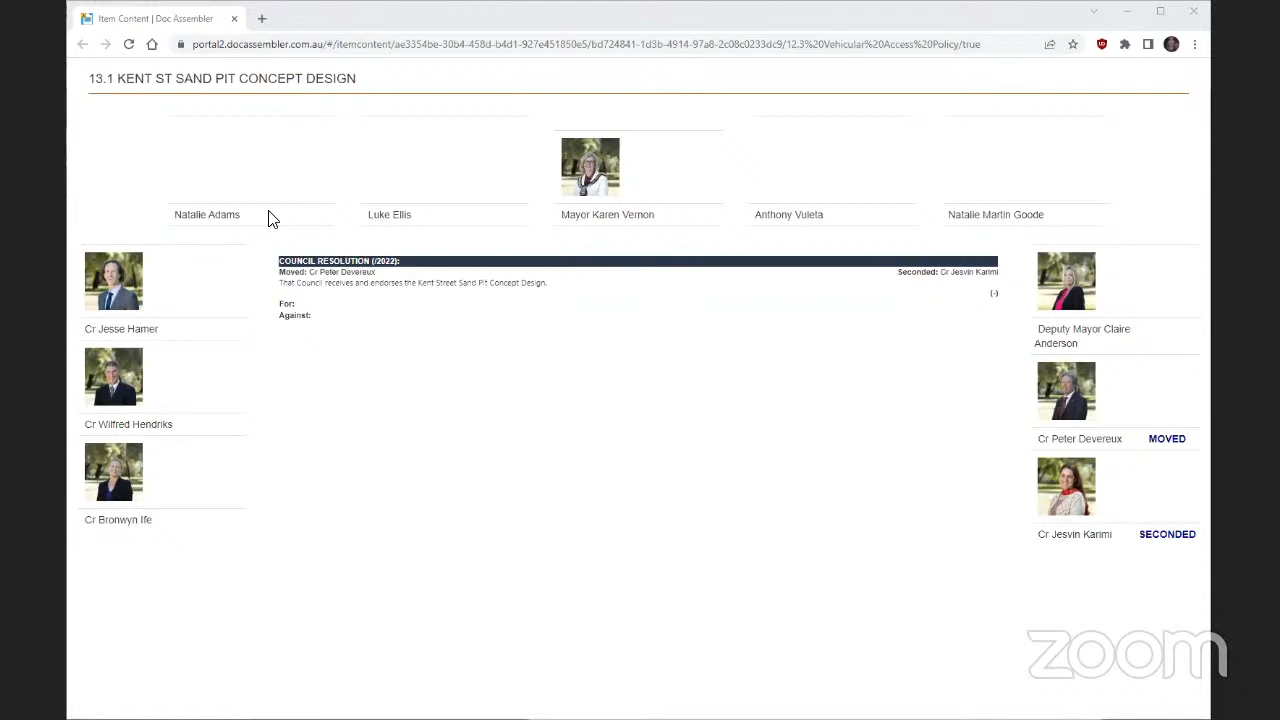 Item Content | Doc Assembler
portal2.docassembler.com.au/#/itemcontent/ae3354be-30b4-458d-b4d1-927e451850e5/bd724841-1d3b-4914-97a8-2c08c0233dc9/12.3%20Vehicular%20Access%20Policy/true
13.1 KENT ST SAND PIT CONCEPT DESIGN
Natalie Adams
Luke Ellis
Mayor Karen Vernon
Anthony Vuleta
Natalie Martin Goode
Cr Jesse Hamer
Cr Wilfred Hendriks
Cr Bronwyn Ife
COUNCIL RESOLUTION (/2022):
Moved: Cr Peter Devereux Seconded: Cr Jesvin Karimi
That Council receives and endorses the Kent Street Sand Pit Concept Design.
(-)
For:
Against:
Deputy Mayor Claire
Anderson
Cr Peter Devereux MOVED
Cr Jesvin Karimi SECONDED
zoom